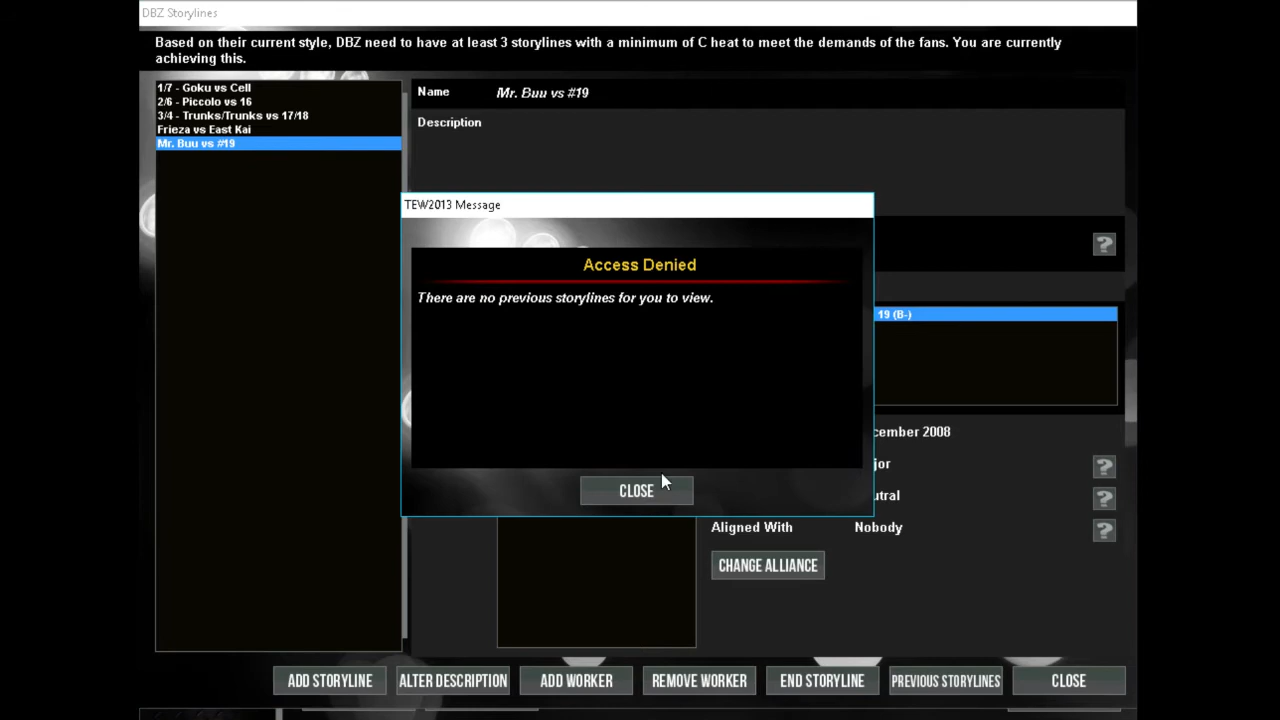 DBZ Storylines
Based on their current style, DBZ need to have at least 3 storylines with a minimum of C heat to meet the demands of the fans. You are currently
achieving this.
1/7 - Goku vs Cell
2/6 - Piccolo vs 16
3/4 - Trunks/Trunks vs 17/18
Frieza vs East Kai
Mr. Buu vs #19
Name Mr. Buu vs #19
Description
TEW2013 Message
Access Denied
There are no previous storylines for you to view.
CLOSE
?
19 (B-)
cember 2008
jor ?
utral ?
Aligned With Nobody ?
CHANGE ALLIANCE
ADD STORYLINE ALTER DESCRIPTION ADD WORKER REMOVE WORKER END STORYLINE PREVIOUS STORYLINES CLOSE